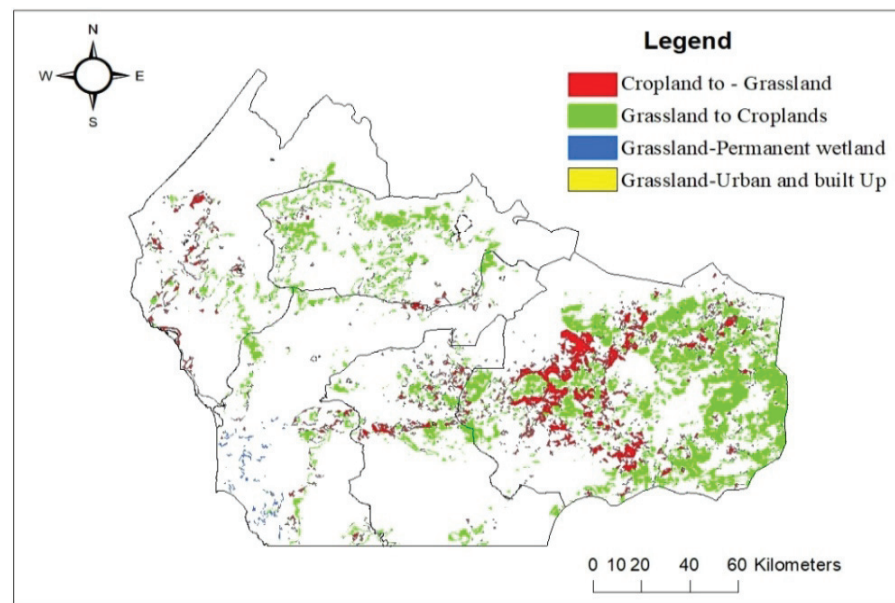 N
W E
S
Legend
Cropland to - Grassland
Grassland to Croplands
Grassland-Permanent wetland
Grassland-Urban and built Up
0 10 20 40 60 Kilometers